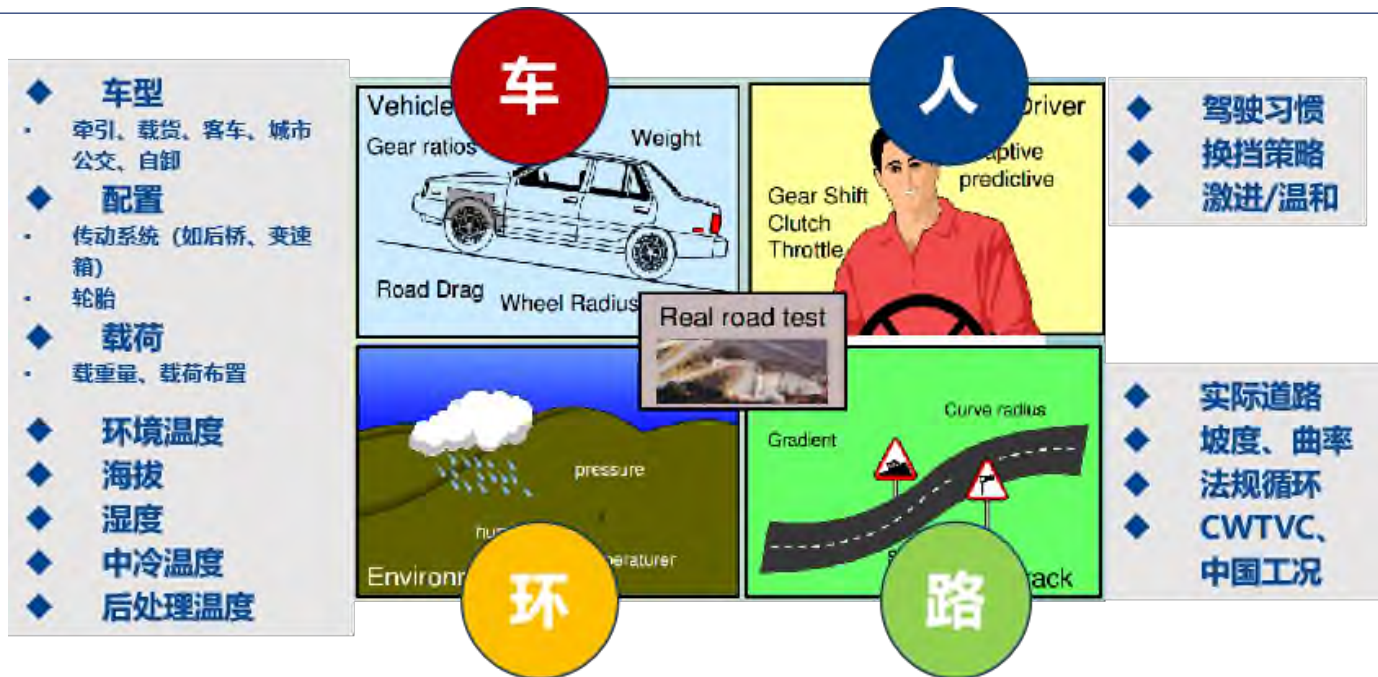 ◆ 车型
· 牵引、载货、客车、城市
公交、自卸
◆ 配置
· 传动系统（如后桥、变速
箱）
· 轮胎
◆ 载荷
· 载重量、载荷布置
◆ 环境温度
◆ 海拔
◆ 湿度
◆ 中冷温度
◆ 后处理温度
车
Vehicle
Gear ratios
Weight
Road Drag
Wheel Radius
人
Driver
predictive
Gear Shift
Clutch
Throttle
Real road test
pressure
环
Curve radius
Gradient
路
◆ 驾驶习惯
◆ 换挡策略
◆ 激进/温和
◆ 实际道路
◆ 坡度、曲率
◆ 法规循环
◆ CWTVC、
中国工况